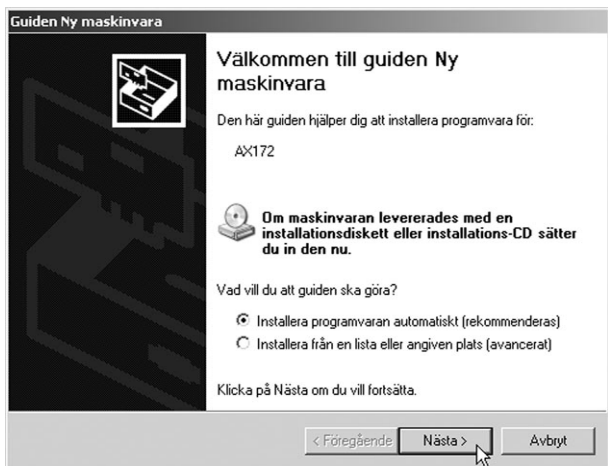 Guiden Ny maskinvara
Välkommen till guiden Ny
maskinvara
Den här guiden hjälper dig att installera programvara för:
AX172
Om maskinvaran levererades med en
installationsdiskett eller installations-CD sätter
du in den nu.
Vad vill du att guiden ska göra?
Installera programvaran automatiskt (rekommenderas)
Installera från en lista eller angiven plats (avancerat)
Klicka på Nästa om du vill fortsätta.
< Föregående Nästa > Avbryt